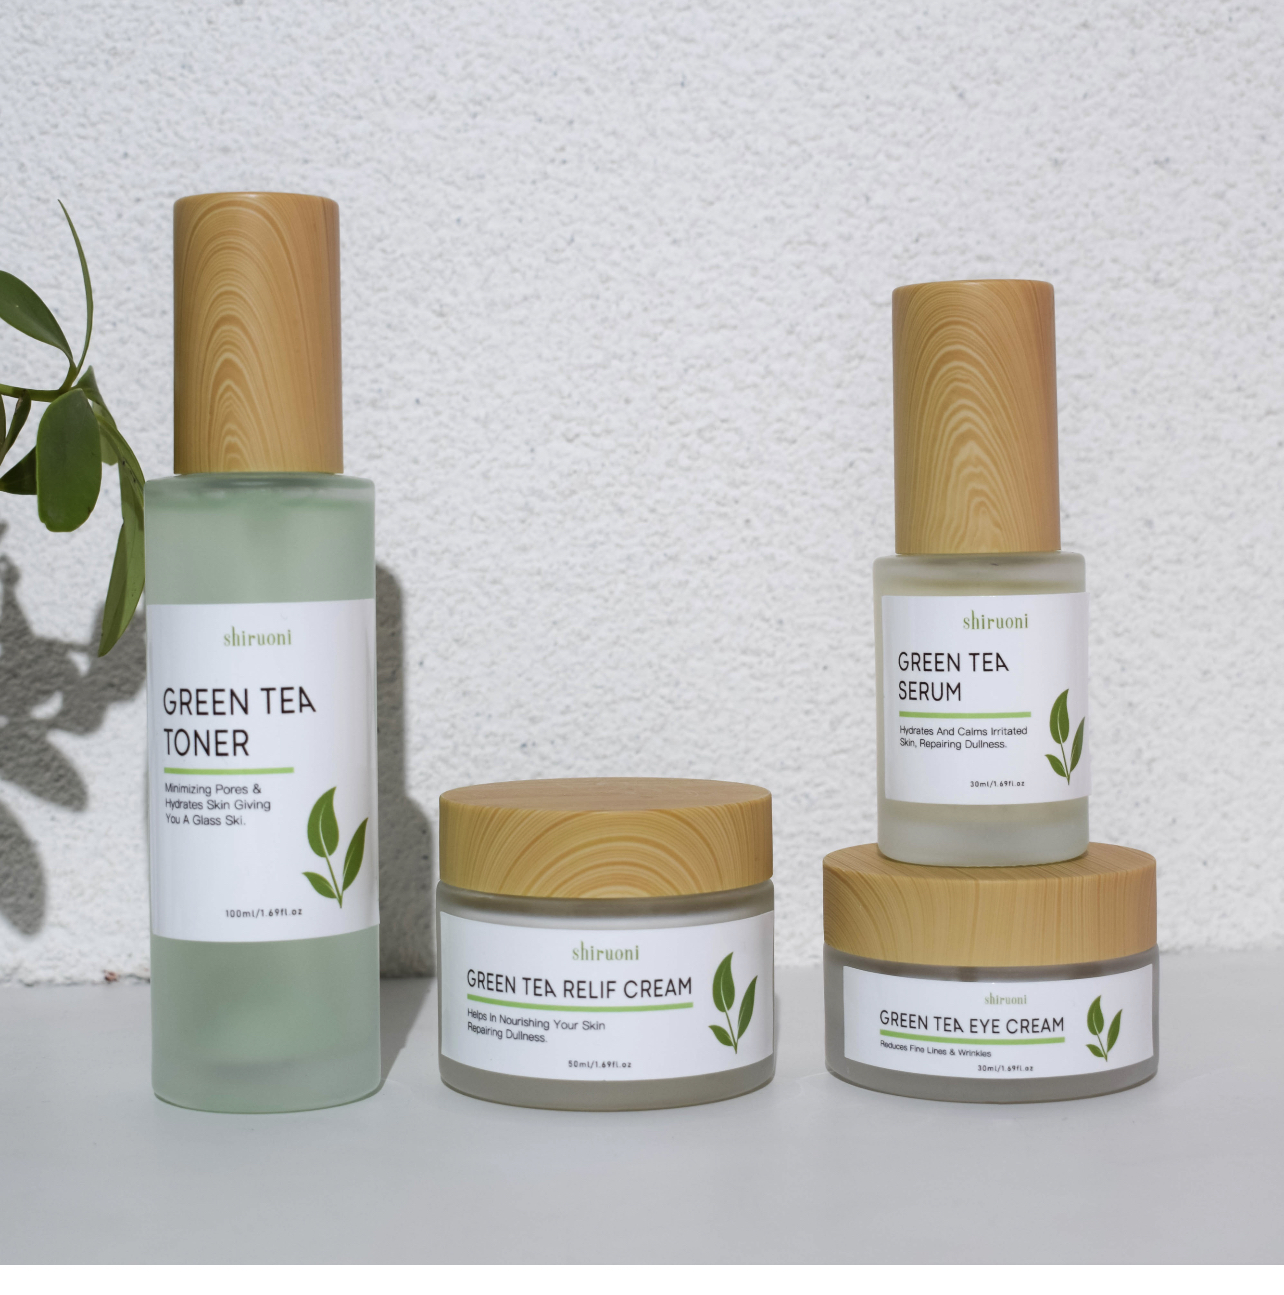 shiruoni
GREEN TEA
TONER
Minimizing Pores &
Hydrates Skin Giving
You A Glass Ski.
100ml/1.69fl.oz
shiruoni
GREEN TEA RELIF CREAM
Helps In Nourishing Your Skin
Repairing Dullness.
50ml/1.69fl.oz
shiruoni
GREEN TEA
SERUM
Hydrates And Calms Irritated
Skin, Repairing Dullness.
30ml/1.69fl.oz
shiruoni
GREEN TEA EYE CREAM
Reduces Fine Lines & Wrinkles
30ml/1.69fl.oz